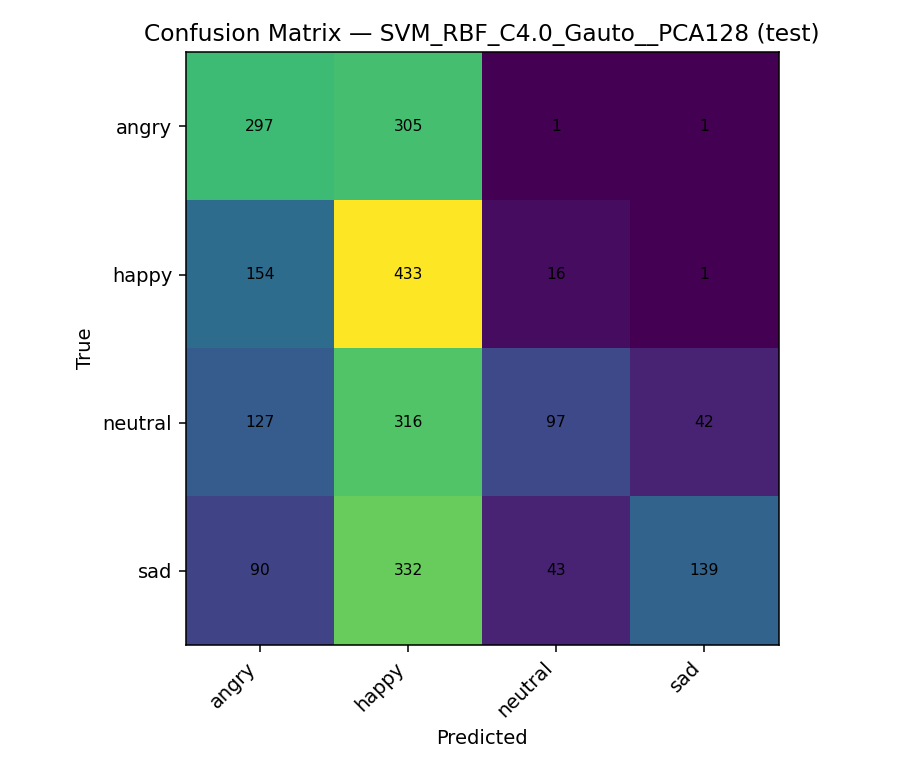 Confusion Matrix — SVM_RBF_C4.0_Gauto__PCA128 (test)
angry 297 305 1 1
happy 154 433 16 1
True
neutral 127 316 97 42
sad 90 332 43 139
angry happy neutral sad
Predicted